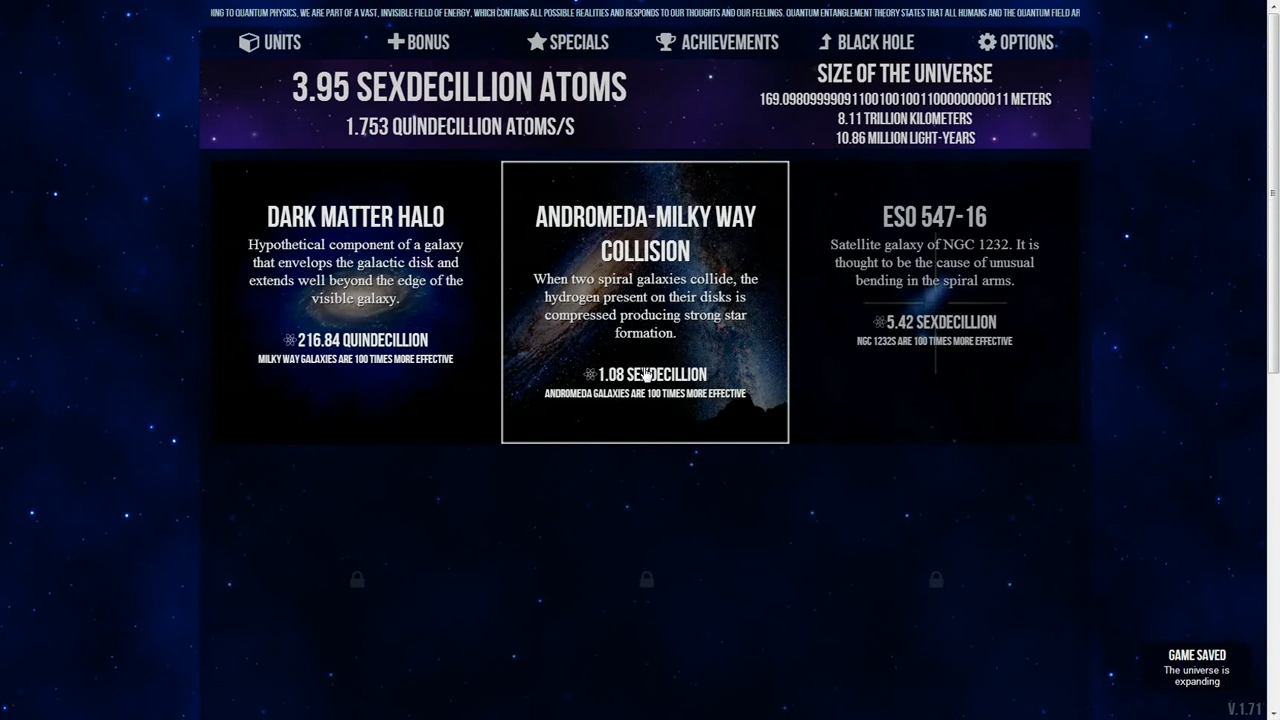 ING TO QUANTUM PHYSICS, WE ARE PART OF A VAST, INVISIBLE FIELD OF ENERGY, WHICH CONTAINS ALL POSSIBLE REALITIES AND RESPONDS TO OUR THOUGHTS AND OUR FEELINGS. QUANTUM ENTANGLEMENT THEORY STATES THAT ALL HUMANS AND THE QUANTUM FIELD AR
UNITS BONUS SPECIALS ACHIEVEMENTS BLACK HOLE OPTIONS
3.95 SEXDECILLION ATOMS
1.753 QUINDECILLION ATOMS/S
SIZE OF THE UNIVERSE
169.09809999091100100100110000000011 METERS
8.11 TRILLION KILOMETERS
10.86 MILLION LIGHT-YEARS
DARK MATTER HALO
Hypothetical component of a galaxy
that envelops the galactic disk and
extends well beyond the edge of the
visible galaxy.
216.84 QUINDECILLION
MILKY WAY GALAXIES ARE 100 TIMES MORE EFFECTIVE
ANDROMEDA-MILKY WAY
COLLISION
When two spiral galaxies collide, the
hydrogen present on their disks is
compressed producing strong star
formation.
1.08 SEXDECILLION
ANDROMEDA GALAXIES ARE 100 TIMES MORE EFFECTIVE
ESO 547-16
Satellite galaxy of NGC 1232. It is
thought to be the cause of unusual
bending in the spiral arms.
5.42 SEXDECILLION
NGC 1232S ARE 100 TIMES MORE EFFECTIVE
GAME SAVED
The universe is
expanding
V.1.71